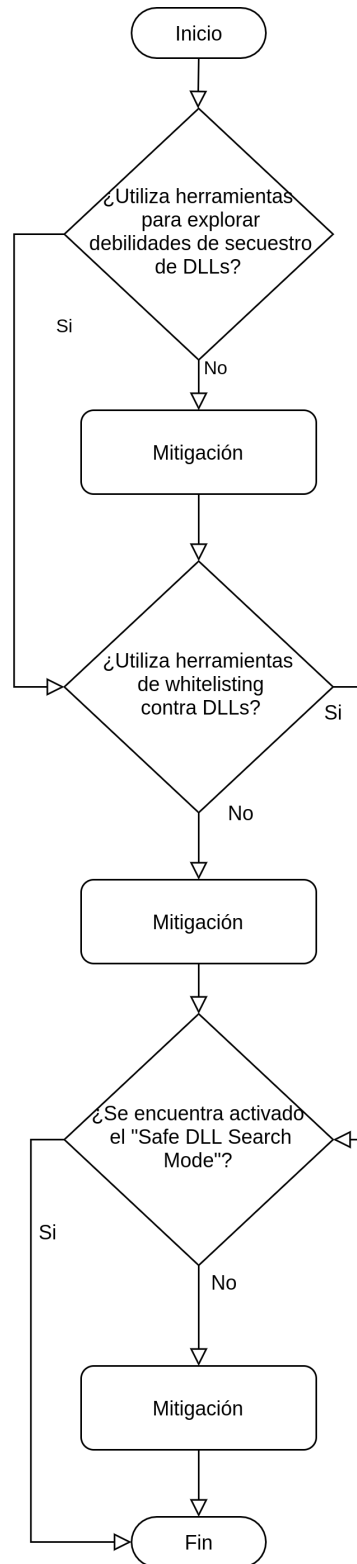 Inicio
¿Utiliza herramientas
para explorar
debilidades de secuestro
de DLLs?
Si
No
Mitigación
¿Utiliza herramientas
de whitelisting
contra DLLs?
Si
No
Mitigación
¿Se encuentra activado
el "Safe DLL Search
Mode"?
Si
No
Mitigación
Fin